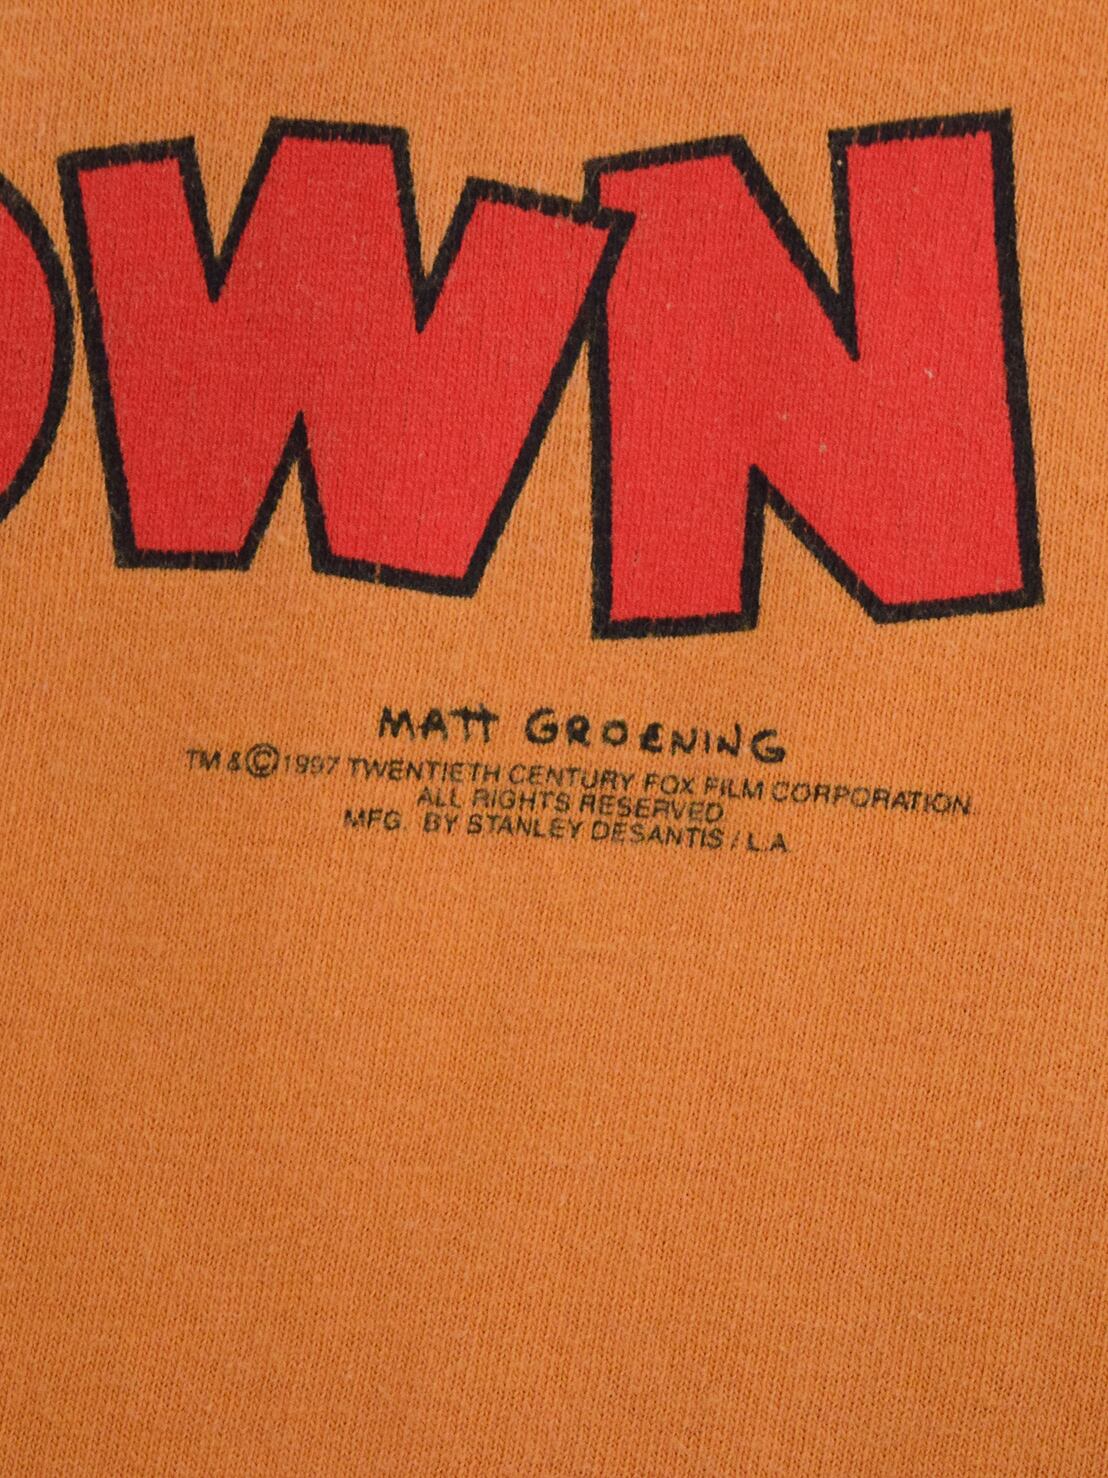 OWN
MATT GROENING
TM & © 1997 TWENTIETH CENTURY FOX FILM CORPORATION
ALL RIGHTS RESERVED
MFG. BY STANLEY DESANTIS / L.A.